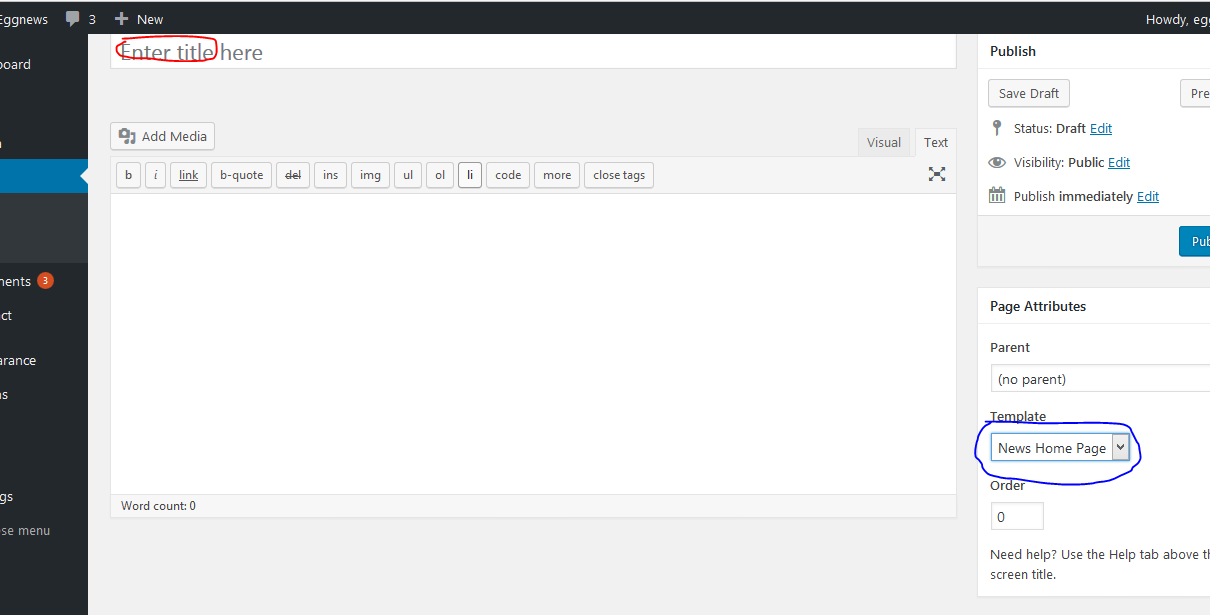 Eggnews 3 New Howdy, egg
Enter title here
Add Media
Visual Text
b i link b-quote del ins img ul ol li code more close tags
Word count: 0
board
ments 3
ct
arance
ns
gs
se menu
Publish
Save Draft Pre
Status: Draft Edit
Visibility: Public Edit
Publish immediately Edit
Pub
Page Attributes
Parent
(no parent)
Template
News Home Page
Order
0
Need help? Use the Help tab above th
screen title.